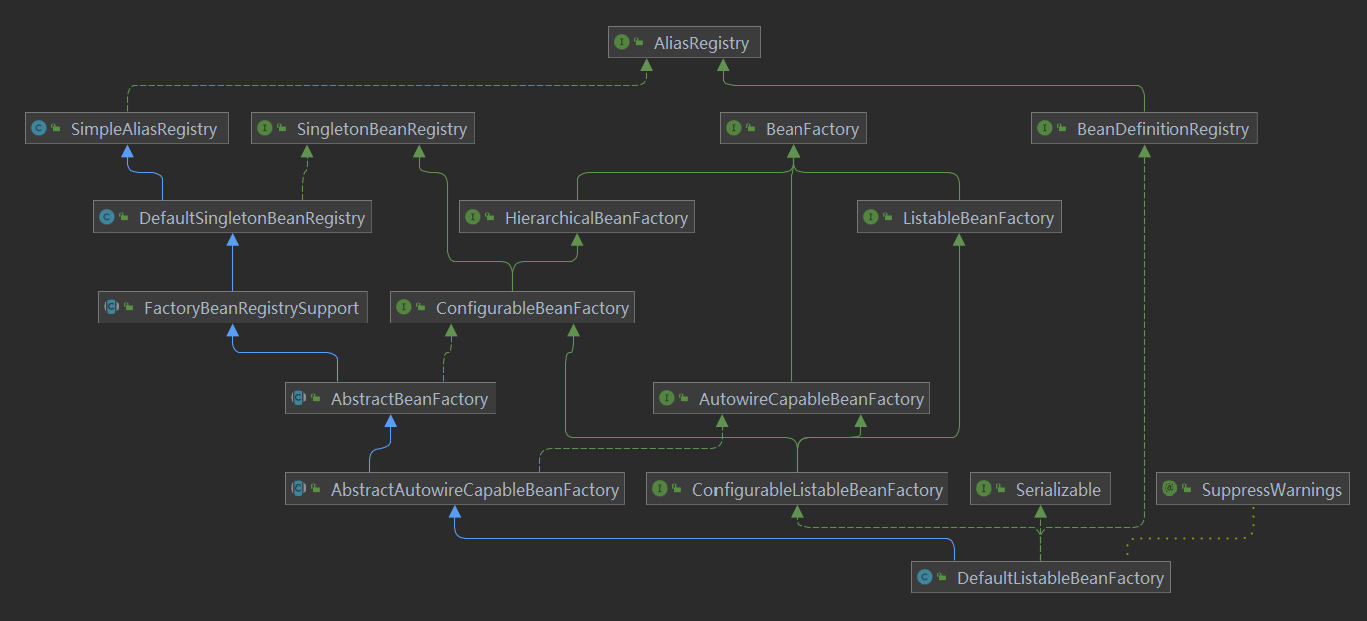 AliasRegistry
SimpleAliasRegistry
SingletonBeanRegistry
BeanFactory
BeanDefinitionRegistry
DefaultSingletonBeanRegistry
HierarchicalBeanFactory
ListableBeanFactory
FactoryBeanRegistrySupport
ConfigurableBeanFactory
AbstractBeanFactory
AutowireCapableBeanFactory
AbstractAutowireCapableBeanFactory
ConfigurableListableBeanFactory
Serializable
SuppressWarnings
DefaultListableBeanFactory